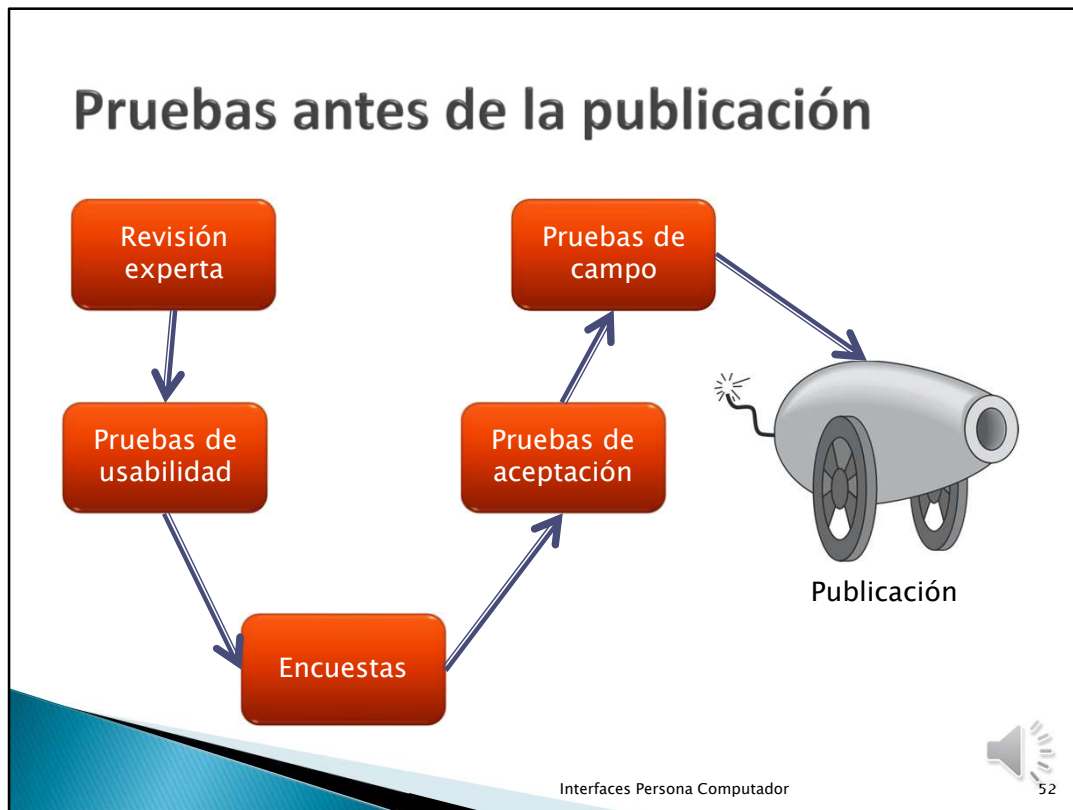 Pruebas antes de la publicación
Revisión
experta
Pruebas de
usabilidad
Encuestas
Pruebas de
aceptación
Pruebas de
campo
Publicación
Interfaces Persona Computador
52